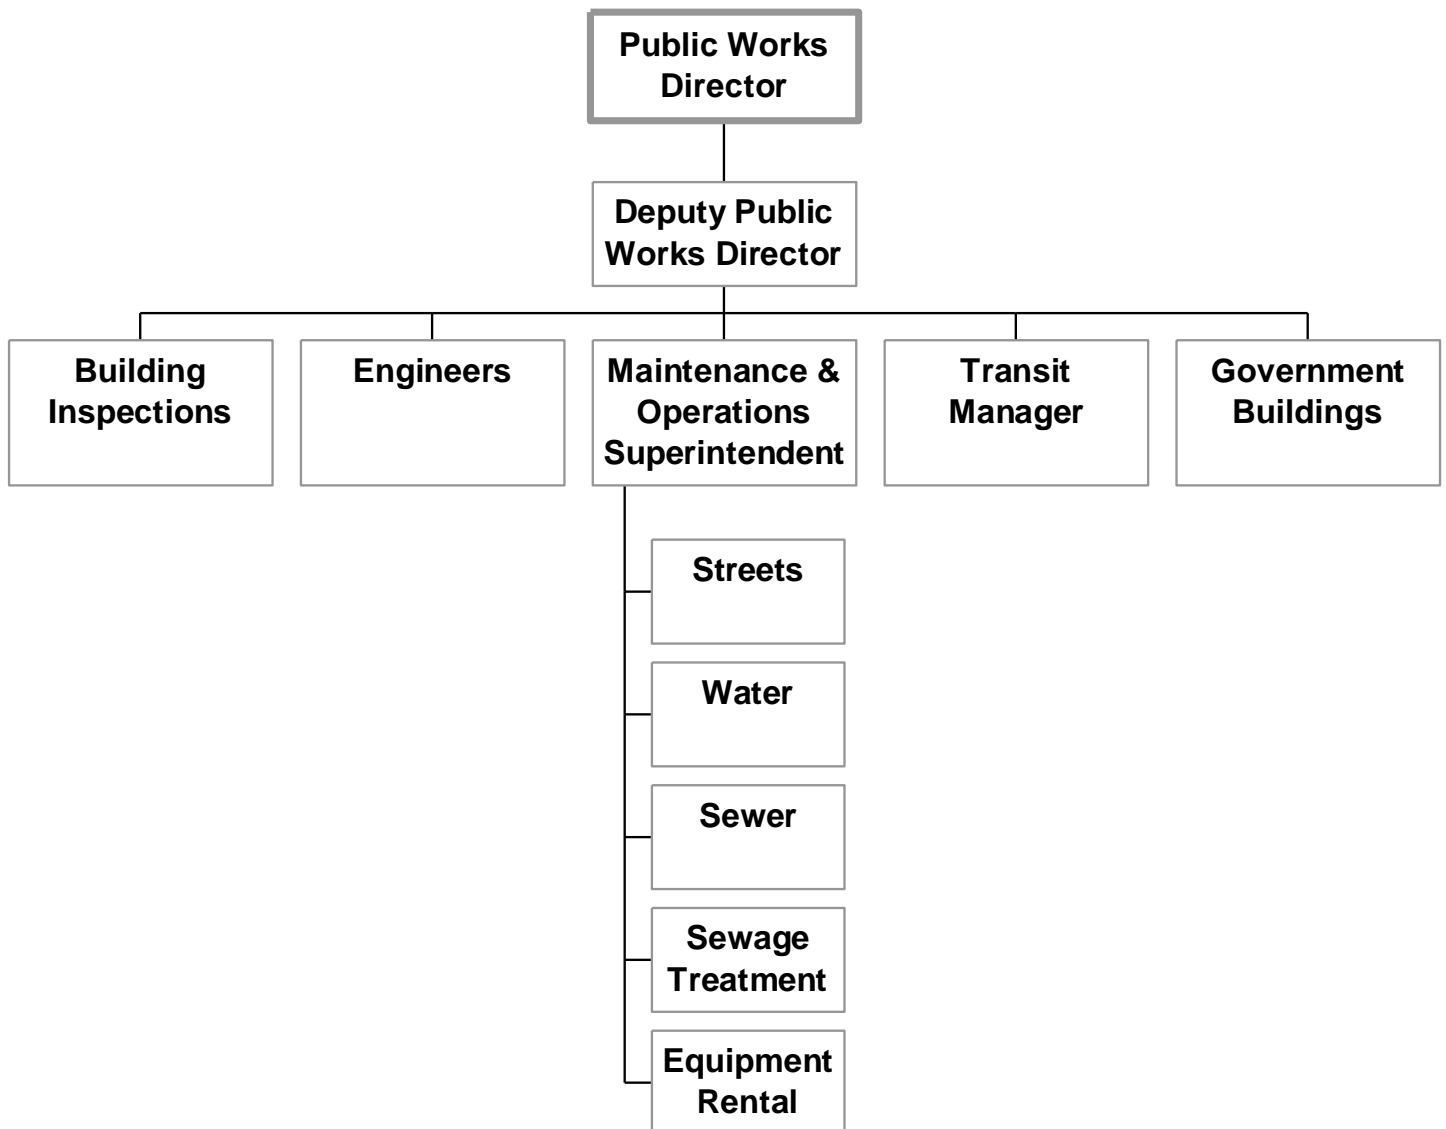 Public Works
Director
Deputy Public
Works Director
Building
Inspections
Engineers
Maintenance &
Operations
Superintendent
Transit
Manager
Government
Buildings
Streets
Water
Sewer
Sewage
Treatment
Equipment
Rental